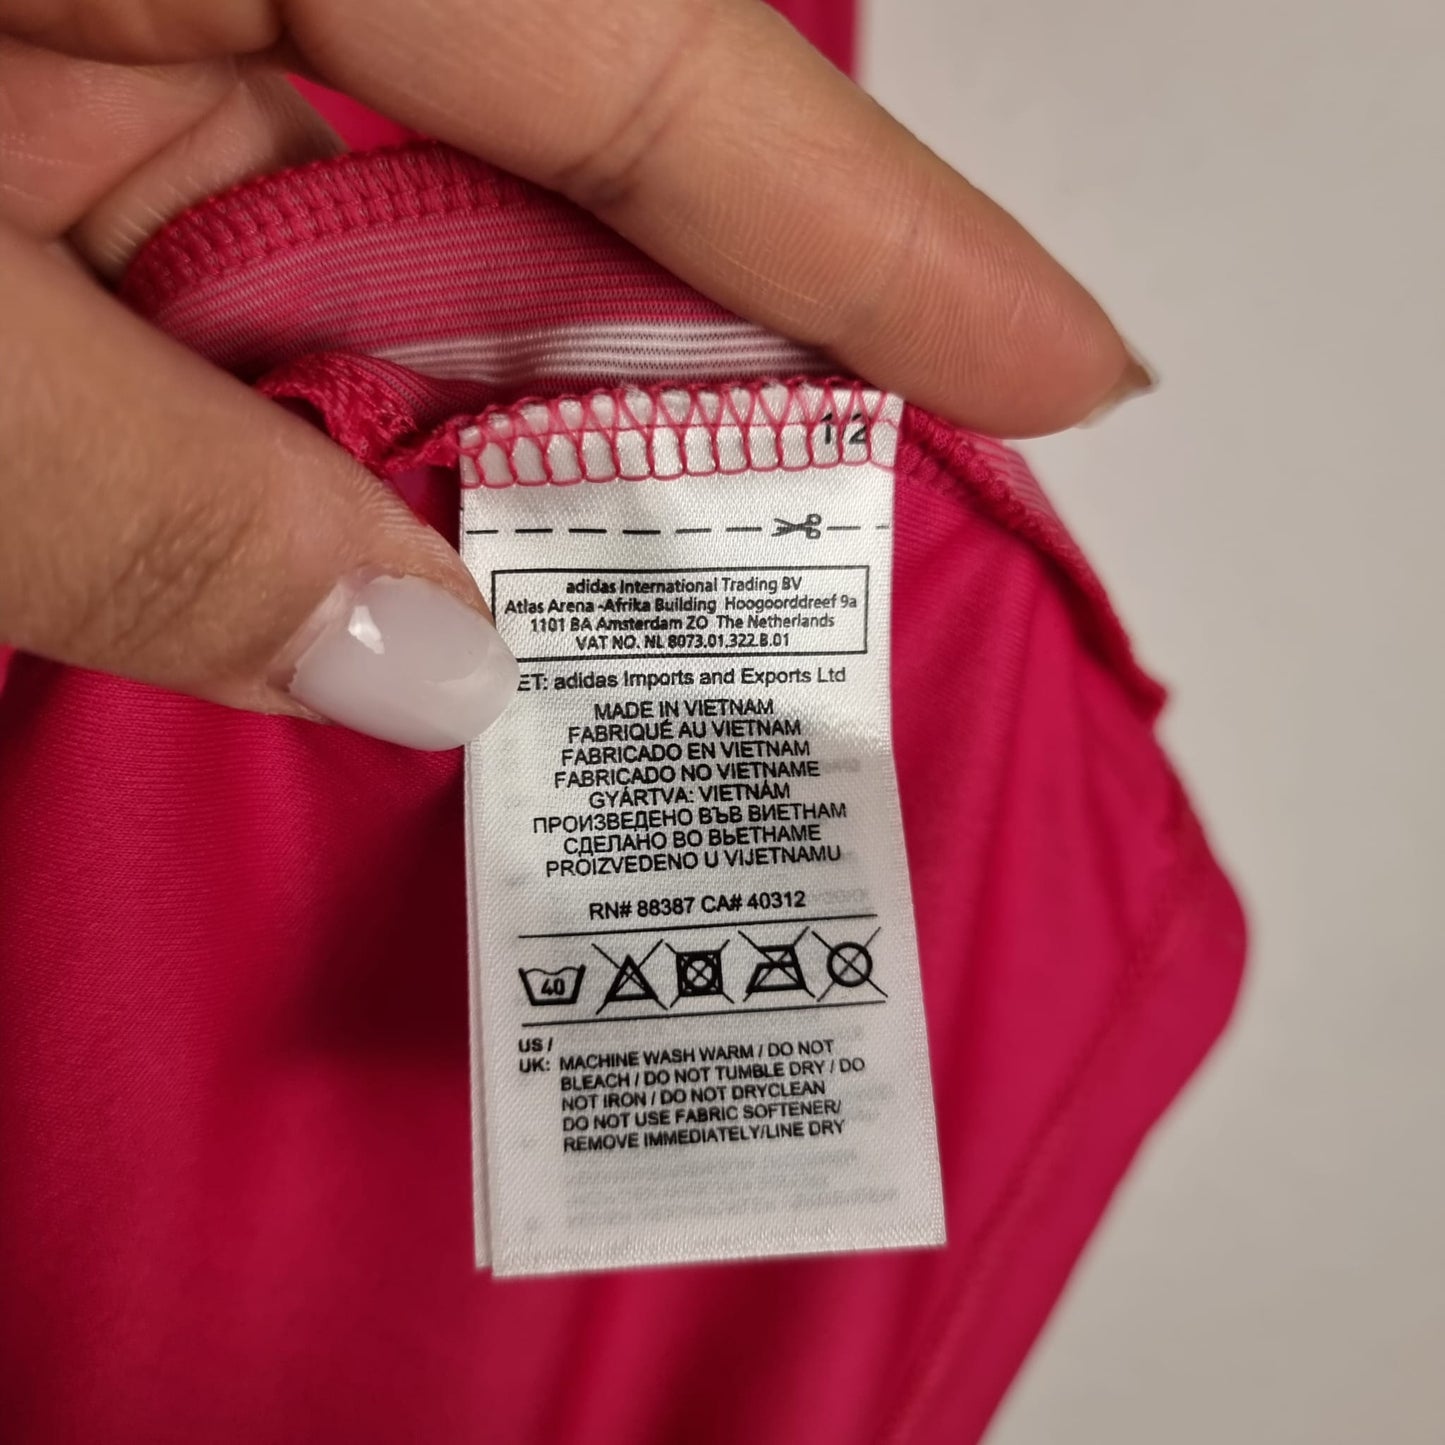 1/2
adidas International Trading BV
Atlas Arena -Afrika Building Hoogoorddreef 9a
1101 BA Amsterdam ZO The Netherlands
VAT NO. NL 8073.01.322.B.01
ET: adidas Imports and Exports Ltd
MADE IN VIETNAM
FABRIQUÉ AU VIETNAM
FABRICADO EN VIETNAM
FABRICADO NO VIETNAME
GYÁRTVA: VIETNÁM
ПРОИЗВЕДЕНО ВЪВ ВИЕТНАМ
СДЕЛАНО ВО ВЬЕТНАМЕ
PROIZVEDENO U VIJETNAMU
RN# 88387 CA# 40312
40
US /
UK: MACHINE WASH WARM / DO NOT
BLEACH / DO NOT TUMBLE DRY / DO
NOT IRON / DO NOT DRYCLEAN
DO NOT USE FABRIC SOFTENER/
REMOVE IMMEDIATELY/LINE DRY